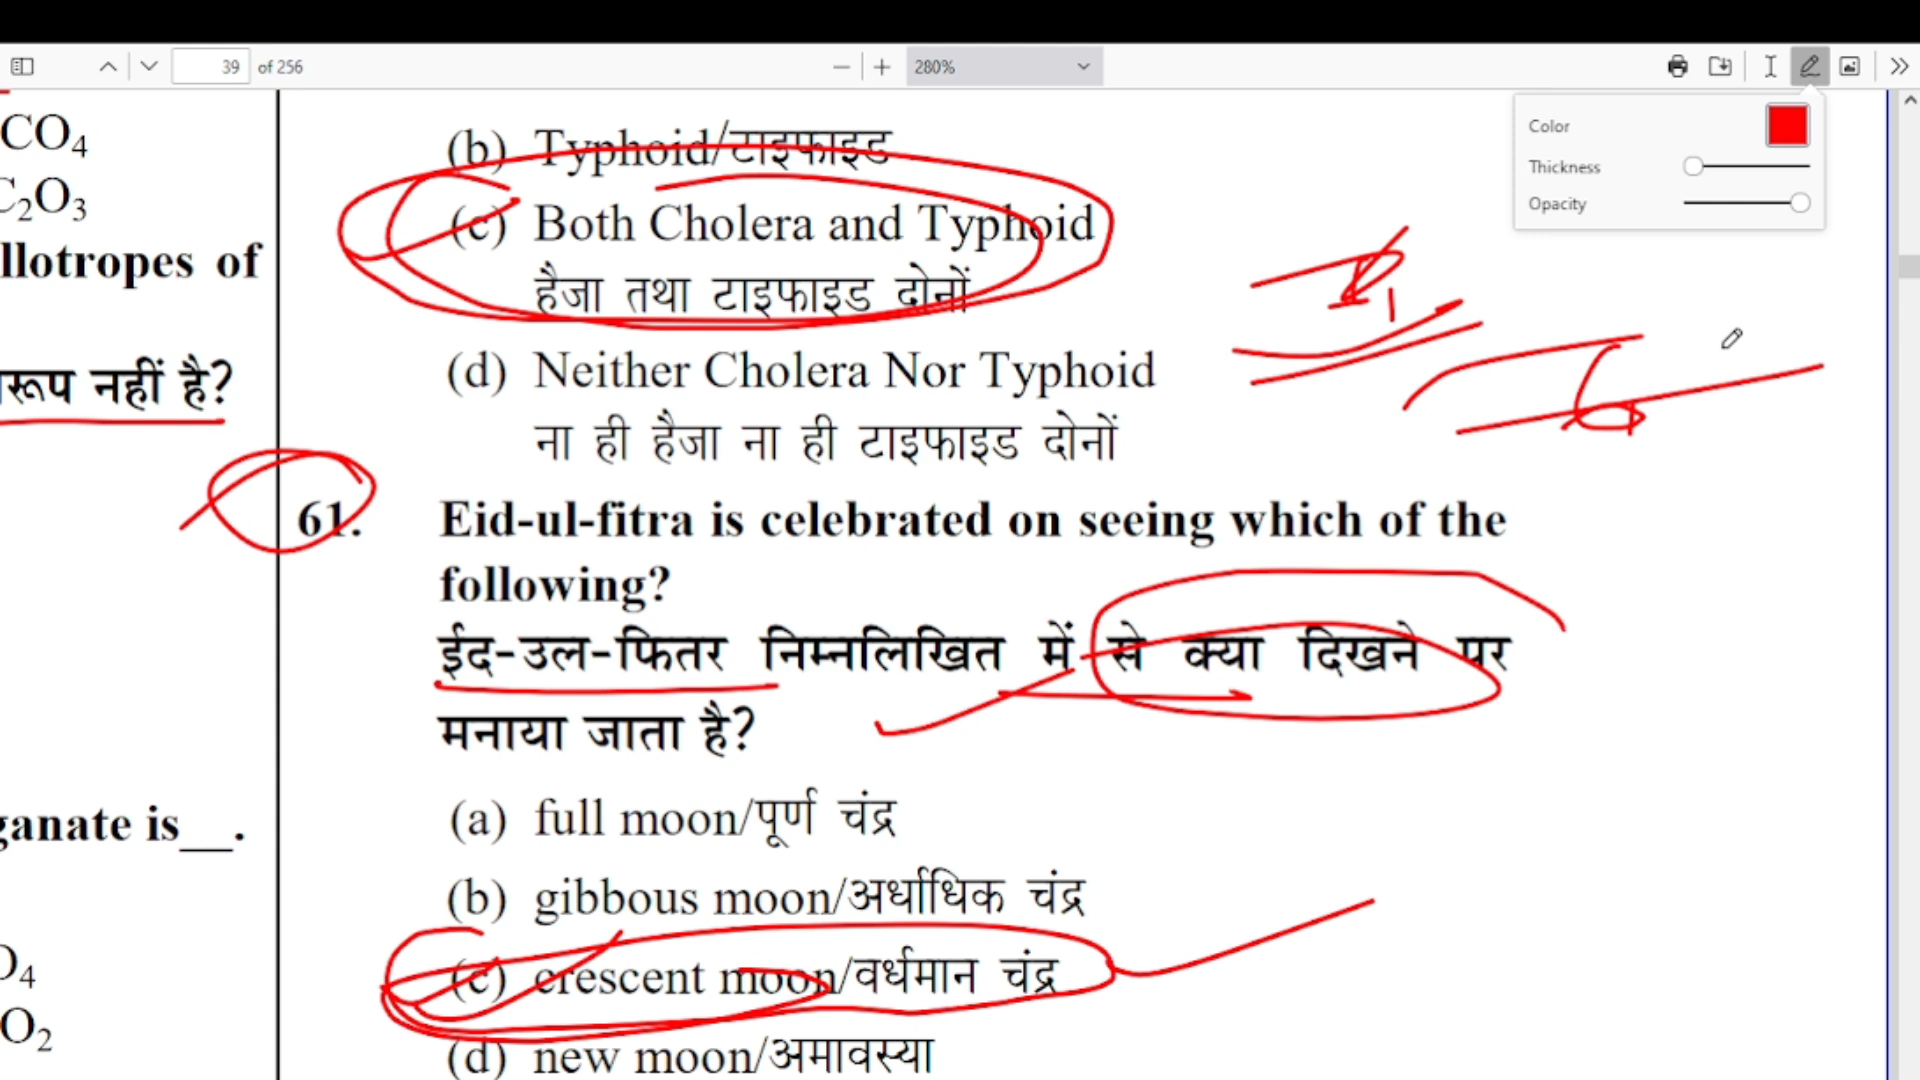 39 of 256
280%
Color
Thickness
Opacity
CO₄
C₂O₃
llotropes of
रूप नहीं है?
ganate is__.
O₄
O₂
(b) Typhoid/टाइफाइड
(c) Both Cholera and Typhoid
हैजा तथा टाइफाइड दोनों
(d) Neither Cholera Nor Typhoid
ना ही हैजा ना ही टाइफाइड दोनों
61. Eid-ul-fitra is celebrated on seeing which of the
following?
ईद-उल-फितर निम्नलिखित में से क्या दिखने पर
मनाया जाता है?
(a) full moon/पूर्ण चंद्र
(b) gibbous moon/अर्धाधिक चंद्र
(c) crescent moon/वर्धमान चंद्र
(d) new moon/अमावस्या